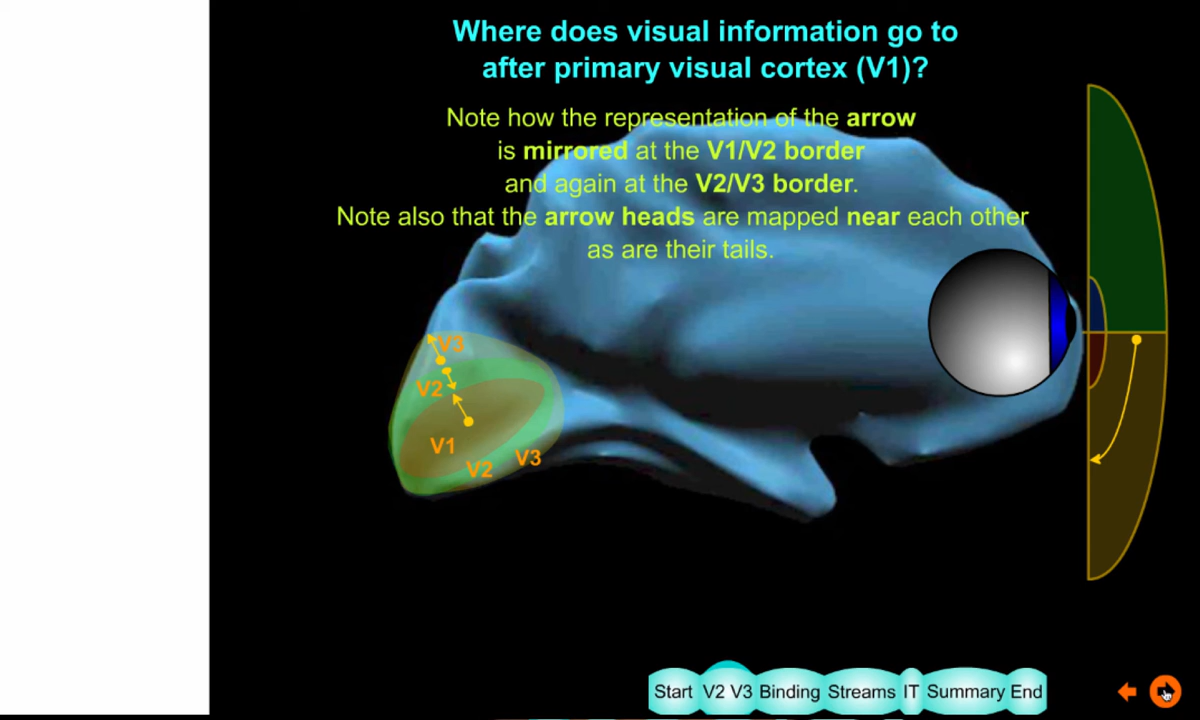 Where does visual information go to
after primary visual cortex (V1)?
Note how the representation of the arrow
is mirrored at the V1/V2 border
and again at the V2/V3 border.
Note also that the arrow heads are mapped near each other
as are their tails.
V3
V2
V1
V2
V3
Start V2 V3 Binding Streams IT Summary End